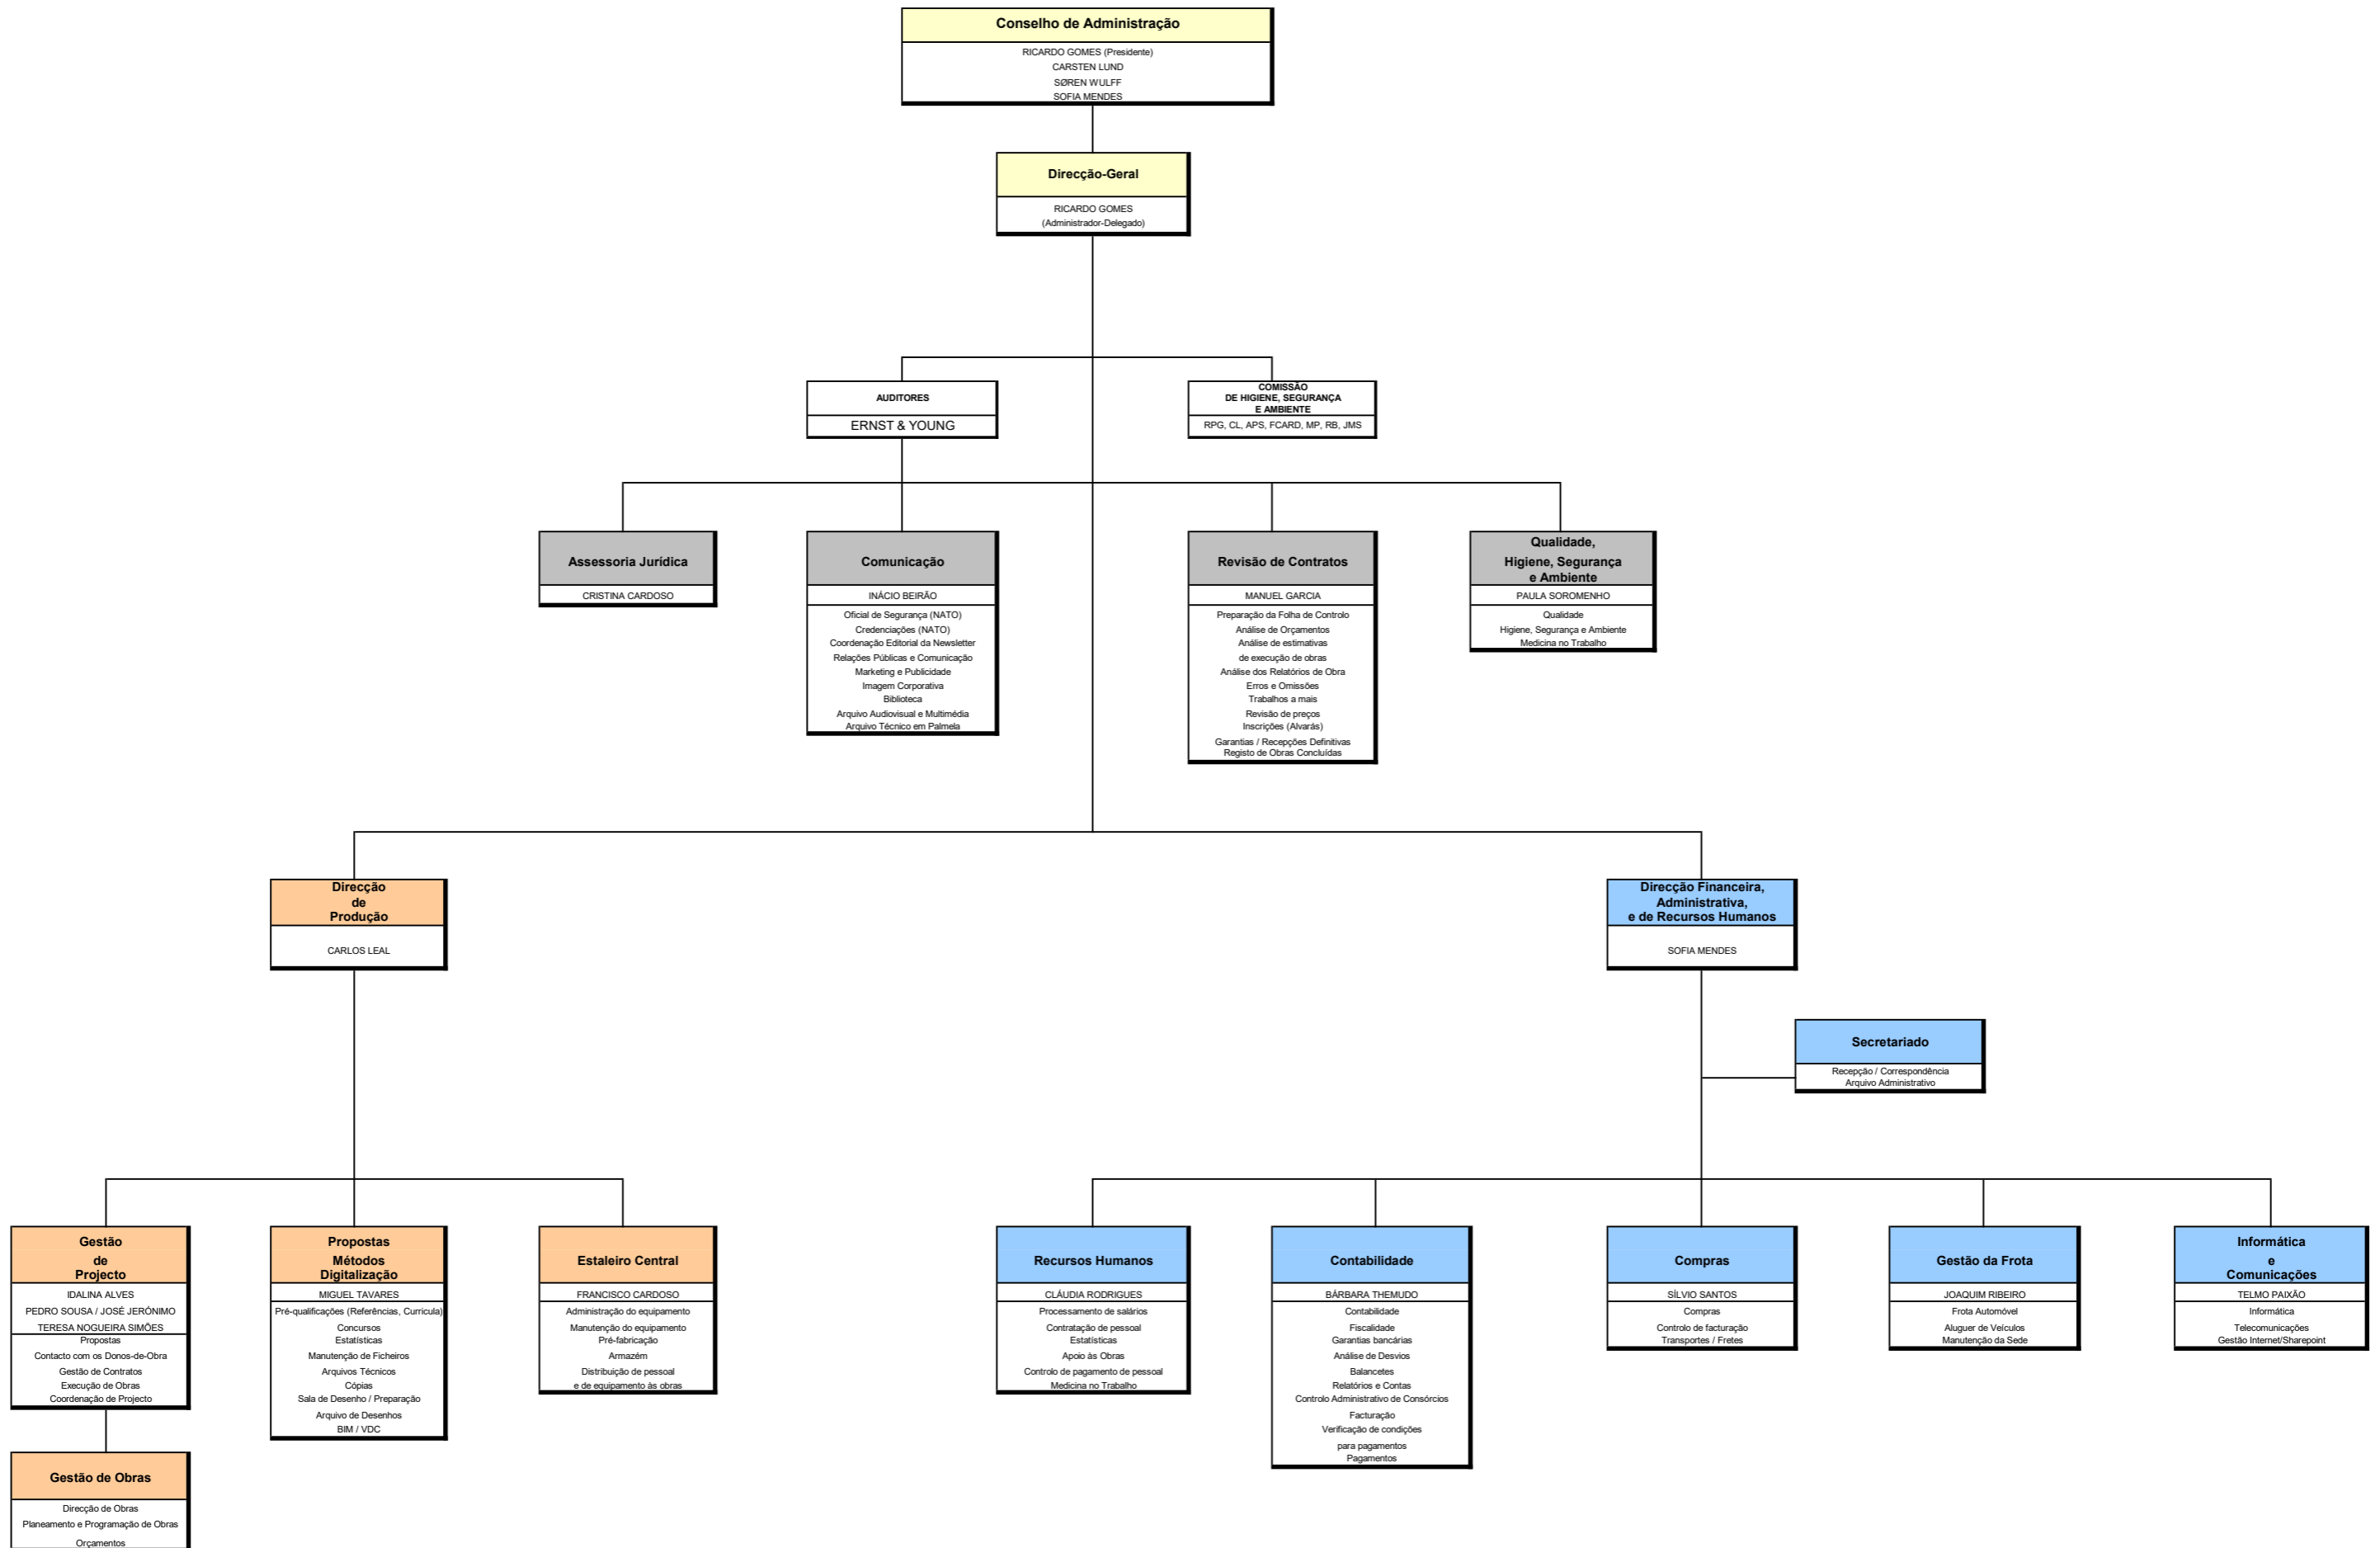 Conselho de Administração
RICARDO GOMES (Presidente)
CARSTEN LUND
SØREN WULFF
SOFIA MENDES
Direcção-Geral
RICARDO GOMES
(Administrador-Delegado)
AUDITORES
ERNST & YOUNG
COMISSÃO
DE HIGIENE, SEGURANÇA
E AMBIENTE
RPG, CL, APS, FCARD, MP, RB, JMS
Assessoria Jurídica
CRISTINA CARDOSO
Comunicação
INÁCIO BEIRÃO
Oficial de Segurança (NATO)
Credenciações (NATO)
Coordenação Editorial da Newsletter
Relações Públicas e Comunicação
Marketing e Publicidade
Imagem Corporativa
Biblioteca
Arquivo Audiovisual e Multimédia
Arquivo Técnico em Palmela
Revisão de Contratos
MANUEL GARCIA
Preparação da Folha de Controlo
Análise de Orçamentos
Análise de estimativas
de execução de obras
Análise dos Relatórios de Obra
Erros e Omissões
Trabalhos a mais
Revisão de preços
Inscrições (Alvarás)
Garantias / Recepções Definitivas
Registo de Obras Concluídas
Qualidade,
Higiene, Segurança
e Ambiente
PAULA SOROMENHO
Qualidade
Higiene, Segurança e Ambiente
Medicina no Trabalho
Direcção
de
Produção
CARLOS LEAL
Direcção Financeira,
Administrativa,
e de Recursos Humanos
SOFIA MENDES
Secretariado
Recepção / Correspondência
Arquivo Administrativo
Gestão
de
Projecto
IDALINA ALVES
PEDRO SOUSA / JOSÉ JERÓNIMO
TERESA NOGUEIRA SIMÕES
Propostas
Contacto com os Donos-de-Obra
Gestão de Contratos
Execução de Obras
Coordenação de Projecto
Propostas
Métodos
Digitalização
MIGUEL TAVARES
Pré-qualificações (Referências, Curricula)
Concursos
Estatísticas
Manutenção de Ficheiros
Arquivos Técnicos
Cópias
Sala de Desenho / Preparação
Arquivo de Desenhos
BIM / VDC
Estaleiro Central
FRANCISCO CARDOSO
Administração do equipamento
Manutenção do equipamento
Pré-fabricação
Armazém
Distribuição de pessoal
e de equipamento às obras
Recursos Humanos
CLÁUDIA RODRIGUES
Processamento de salários
Contratação de pessoal
Estatísticas
Apoio às Obras
Controlo de pagamento de pessoal
Medicina no Trabalho
Contabilidade
BÁRBARA THEMUDO
Contabilidade
Fiscalidade
Garantias bancárias
Análise de Desvios
Balancetes
Relatórios e Contas
Controlo Administrativo de Consórcios
Facturação
Verificação de condições
para pagamentos
Pagamentos
Compras
SÍLVIO SANTOS
Compras
Controlo de facturação
Transportes / Fretes
Gestão da Frota
JOAQUIM RIBEIRO
Frota Automóvel
Aluguer de Veículos
Manutenção da Sede
Informática
e
Comunicações
TELMO PAIXÃO
Informática
Telecomunicações
Gestão Internet/Sharepoint
Gestão de Obras
Direcção de Obras
Planeamento e Programação de Obras
Orçamentos